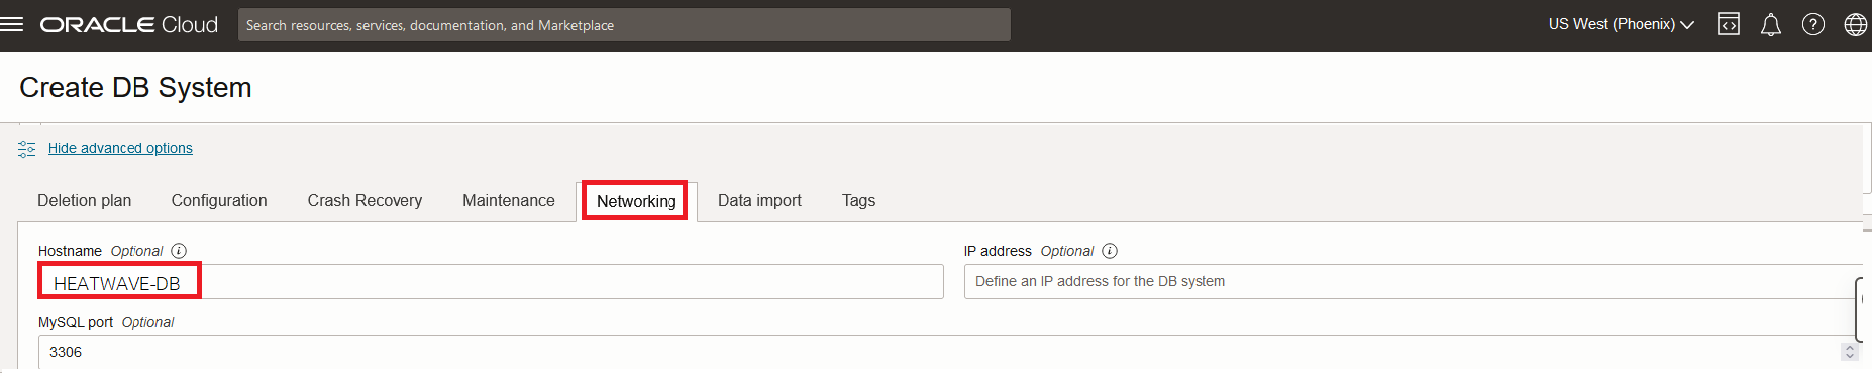 ORACLE Cloud Search resources, services, documentation, and Marketplace US West (Phoenix)
Create DB System
Hide advanced options
Deletion plan Configuration Crash Recovery Maintenance Networking Data import Tags
Hostname Optional IP address Optional
HEATWAVE-DB Define an IP address for the DB system
MySQL port Optional
3306